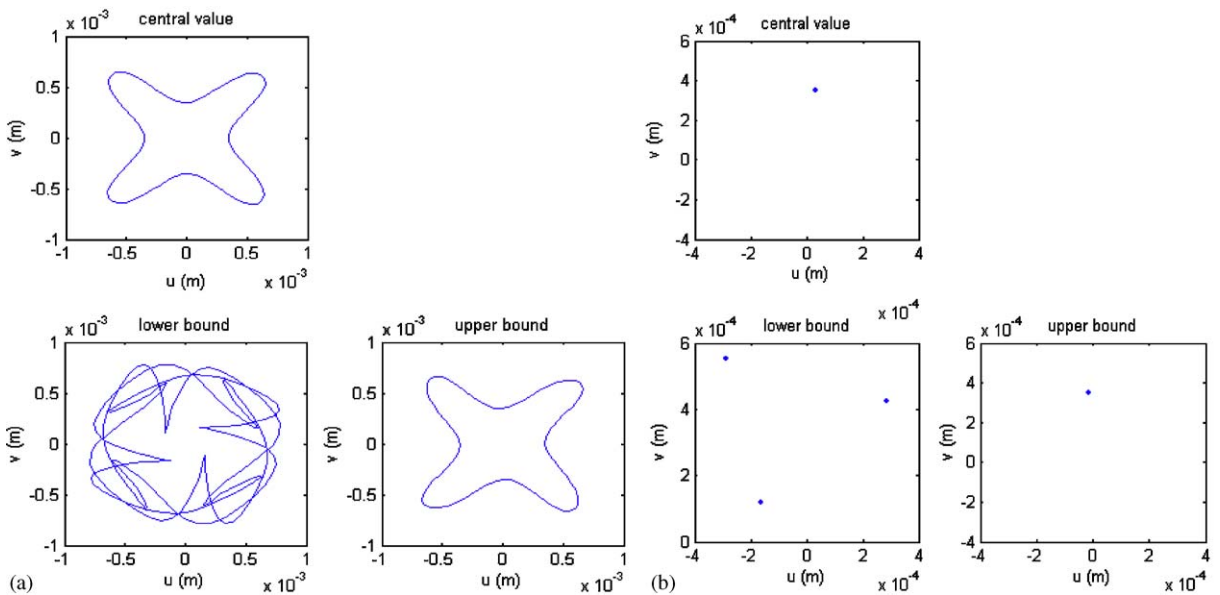 x 10⁻³ central value
1
0.5
0
-0.5
-1
v (m)
-1 -0.5 0 0.5 1
u (m) x 10⁻³
x 10⁻⁴ central value
6
4
2
0
-2
-4
v (m)
-4 -2 0 2 4
u (m)
x 10⁻⁴
x 10⁻³ lower bound
1
0.5
0
-0.5
-1
v (m)
-1 -0.5 0 0.5 1
u (m) x 10⁻³
x 10⁻³ upper bound
1
0.5
0
-0.5
-1
v (m)
-1 -0.5 0 0.5 1
u (m) x 10⁻³
(a)
x 10⁻⁴ lower bound
6
4
2
0
v (m)
-4 -2 0 2 4
u (m) x 10⁻⁴
x 10⁻⁴ upper bound
6
4
2
0
-2
-4
v (m)
-4 -2 0 2 4
u (m) x 10⁻⁴
(b)